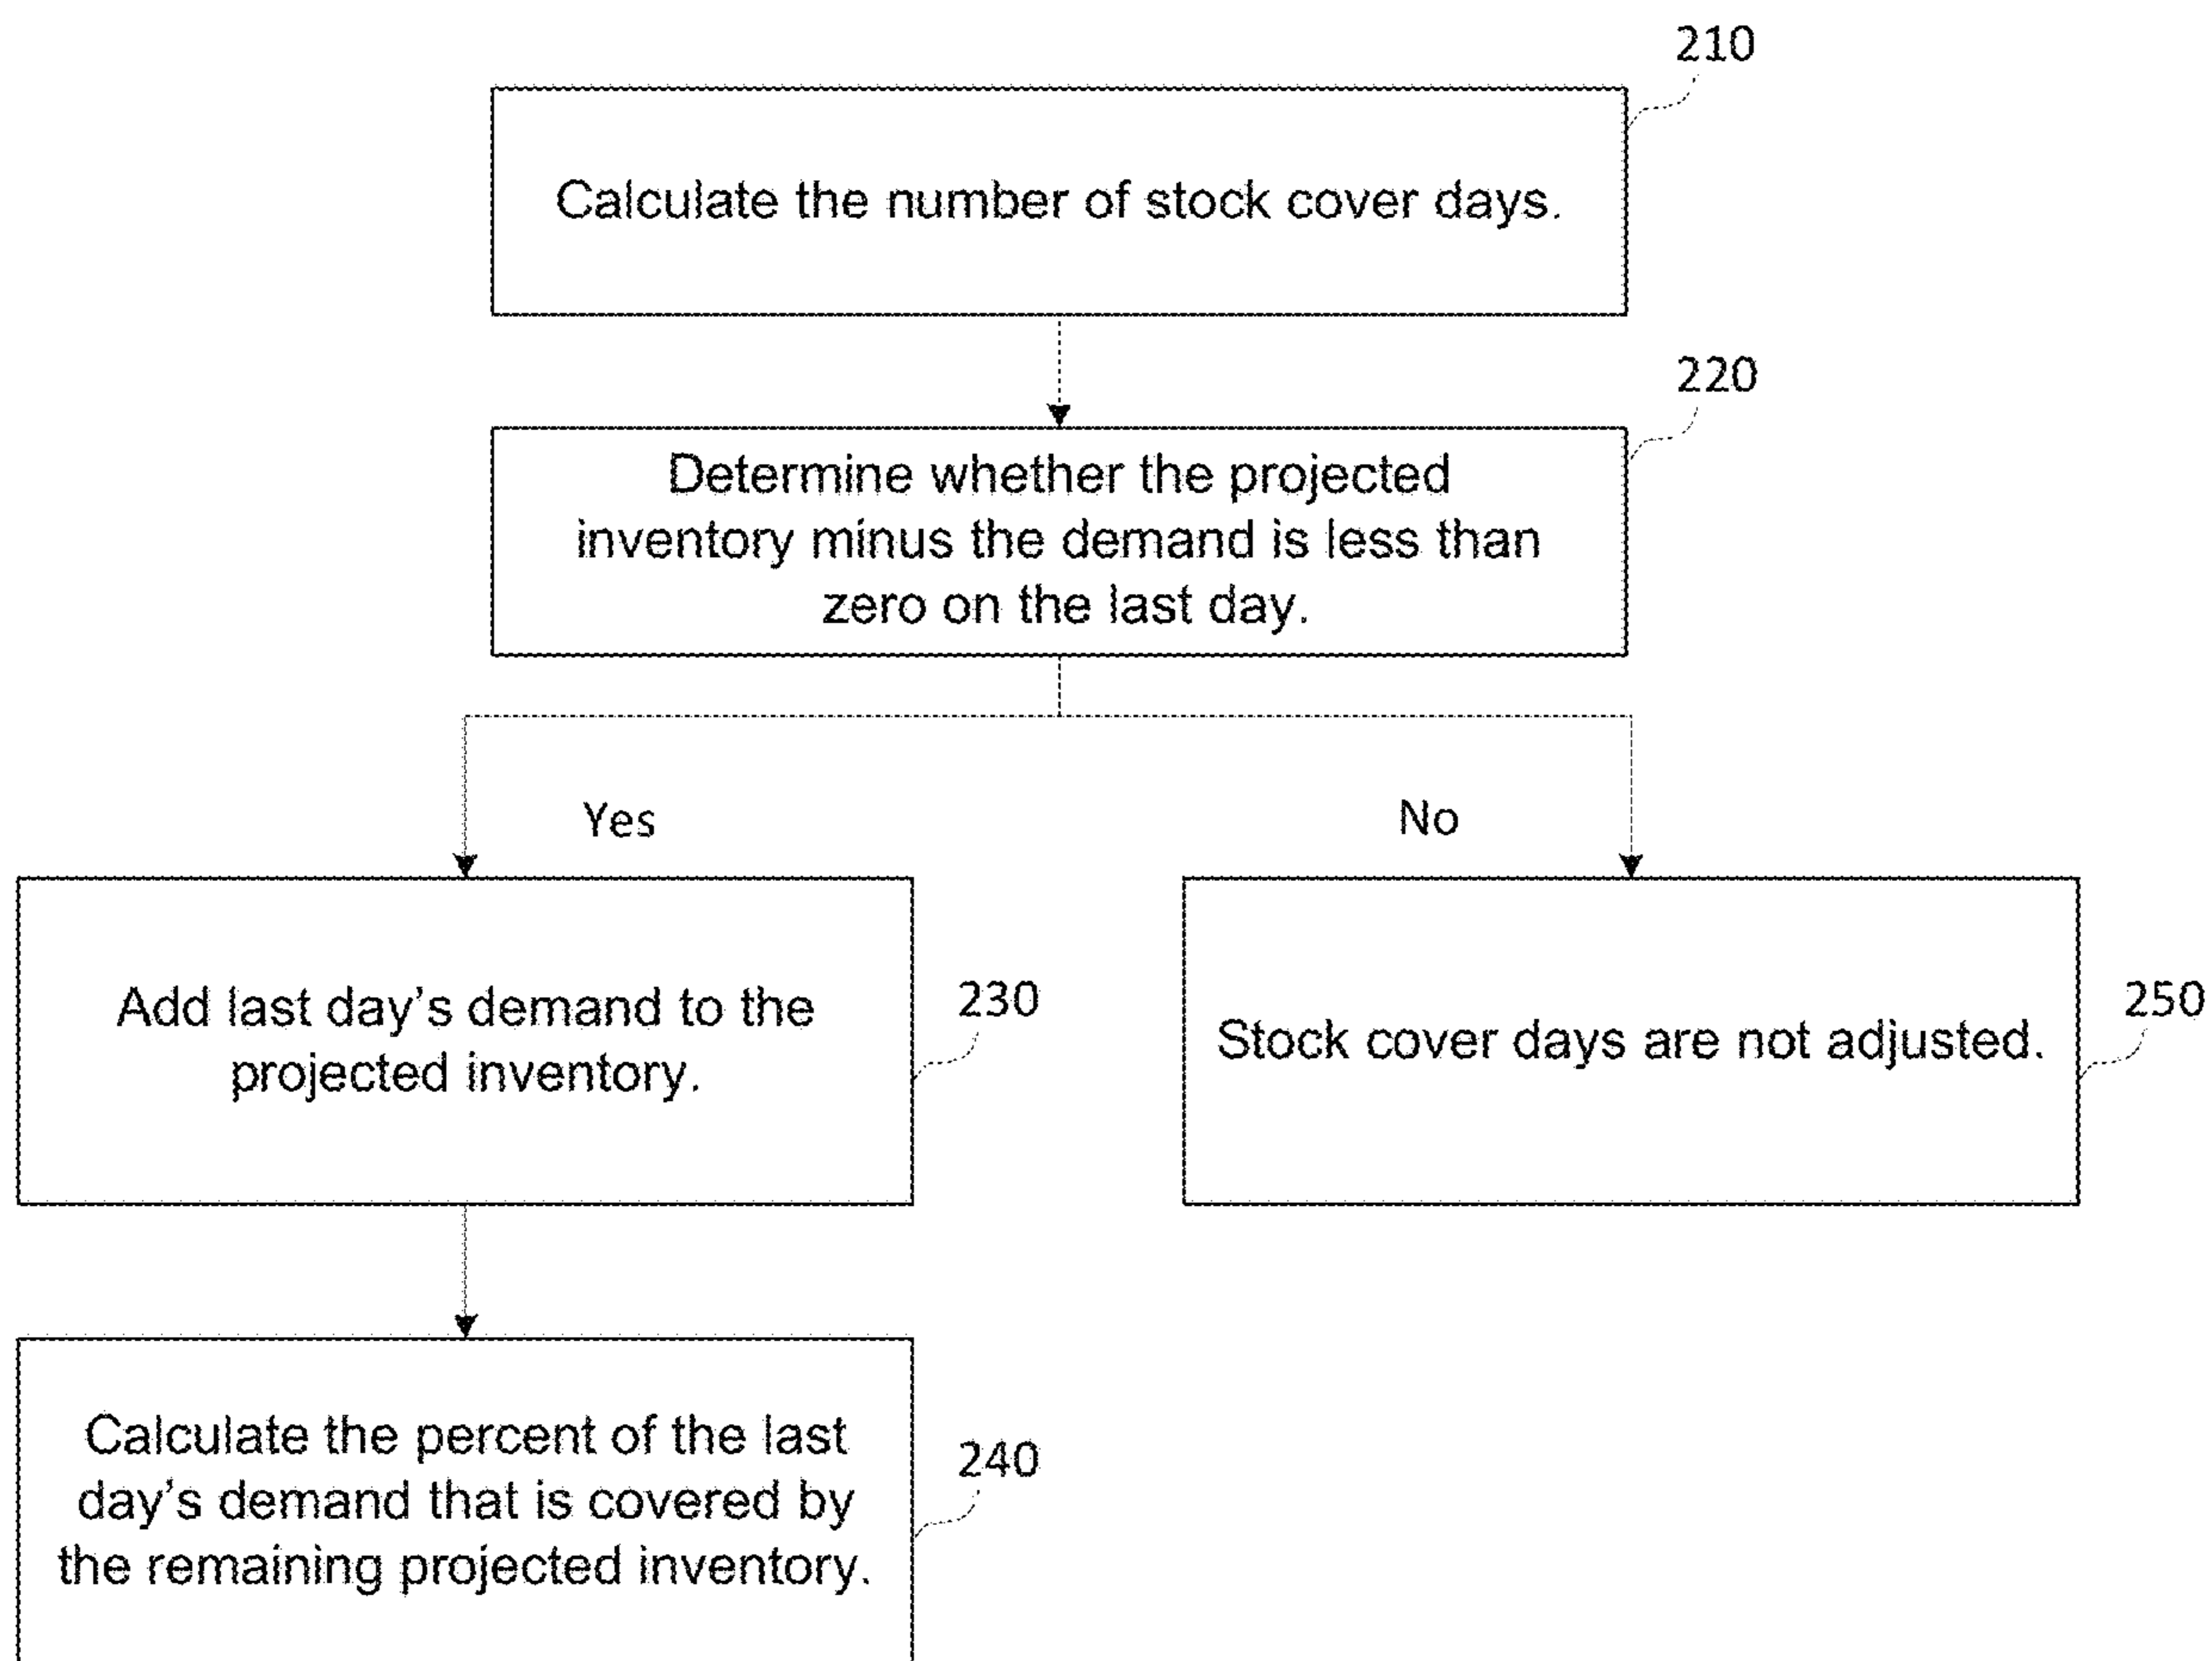 210
Calculate the number of stock cover days.
220
Determine whether the projected
inventory minus the demand is less than
zero on the last day.
Yes
No
Add last day's demand to the
projected inventory.
230
Stock cover days are not adjusted.
250
Calculate the percent of the last
day's demand that is covered by
the remaining projected inventory.
240